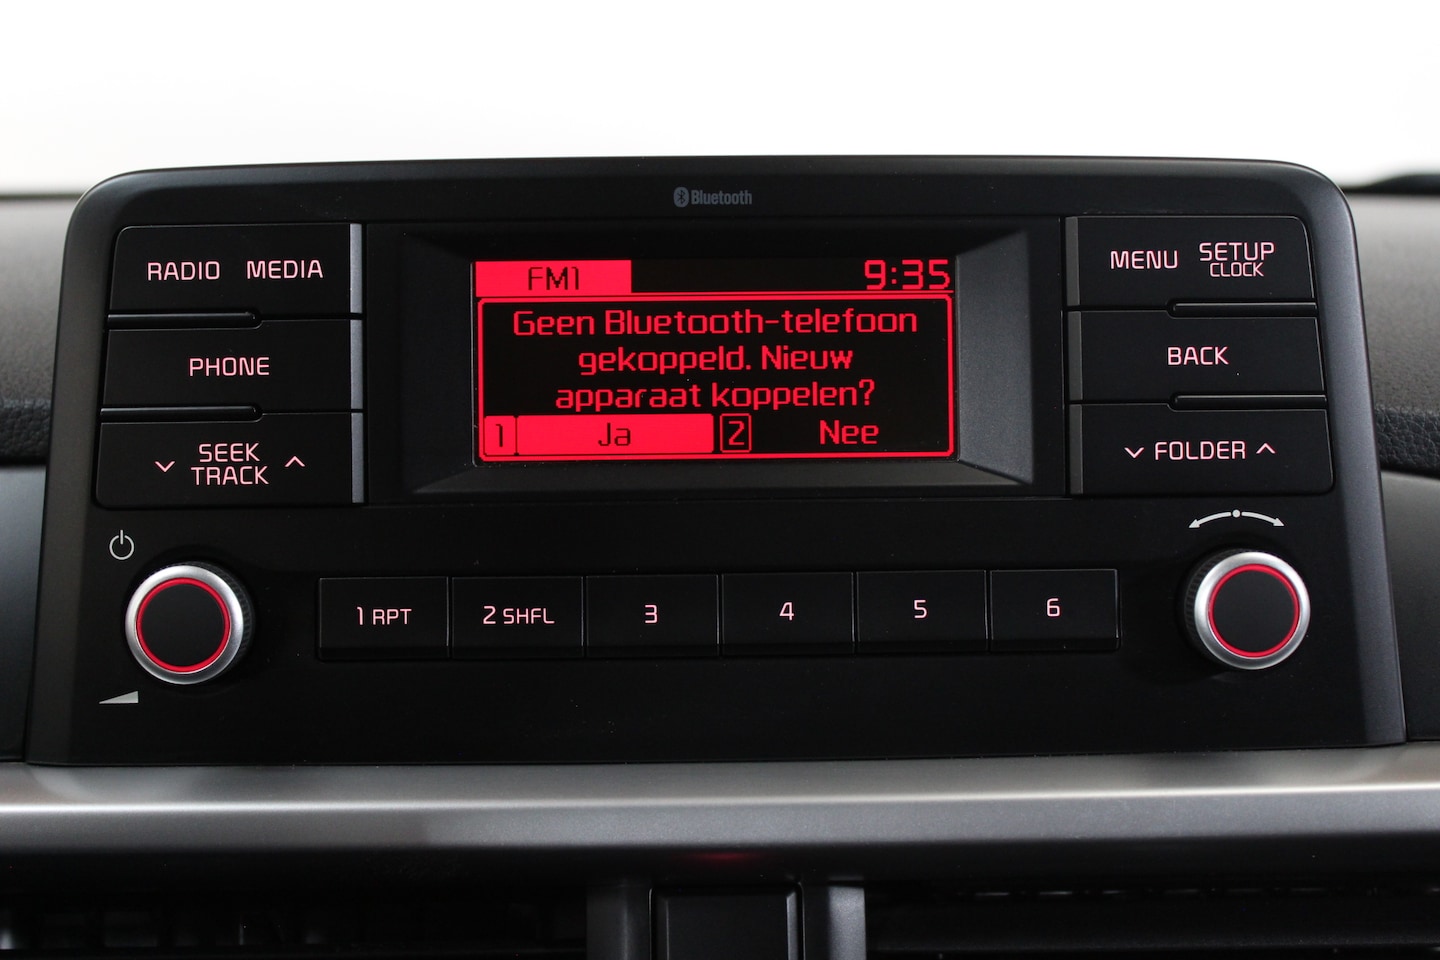 Bluetooth
RADIO MEDIA
FM1 9:35
MENU SETUP
CLOCK
Geen Bluetooth-telefoon
gekoppeld. Nieuw
apparaat koppelen?
1 Ja 2 Nee
PHONE
BACK
SEEK
TRACK
FOLDER
1 RPT 2 SHFL 3 4 5 6